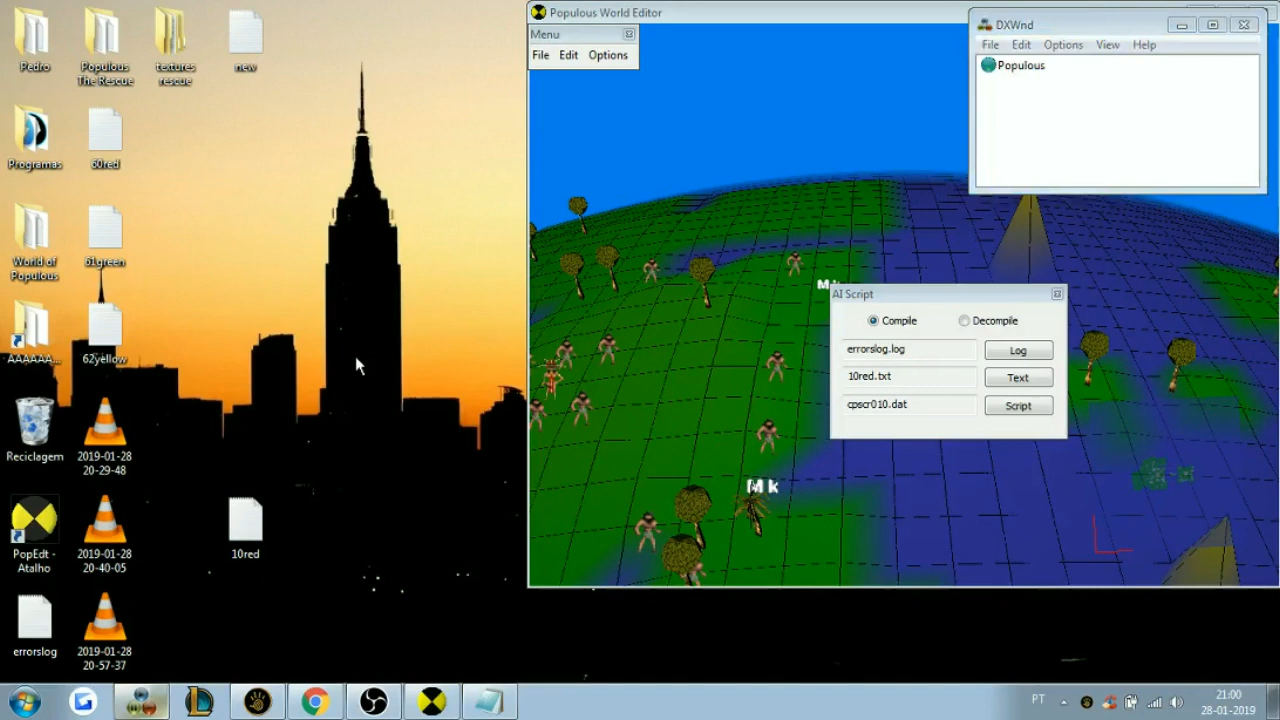 Pedro
Populous
The Rescue
textures
rescue
new
Programas
60red
World of
Populous
61green
AAAAAA...
62yellow
Reciclagem
2019-01-28
20-29-48
PopEdt -
Atalho
2019-01-28
20-40-05
10red
errorslog
2019-01-28
20-57-37
Populous World Editor
Menu
File Edit Options
DXWnd
File Edit Options View Help
Populous
M k
AI Script
Compile Decompile
errorslog.log Log
10red.txt Text
cpscr010.dat Script
PT
21:00
28-01-2019